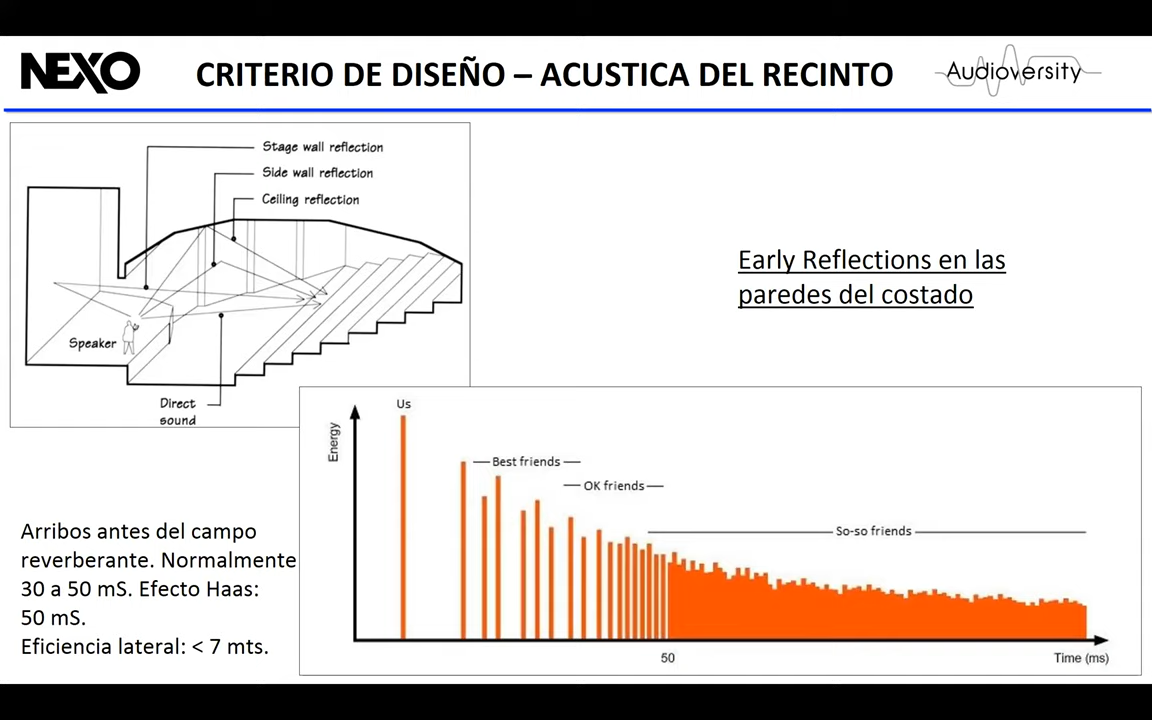 NEXO
CRITERIO DE DISEÑO – ACUSTICA DEL RECINTO
Audioversity
Stage wall reflection
Side wall reflection
Ceiling reflection
Speaker
Direct
sound
Early Reflections en las
paredes del costado
Arribos antes del campo
reverberante. Normalmente
30 a 50 mS. Efecto Haas:
50 mS.
Eficiencia lateral: < 7 mts.
Energy
Us
Best friends
OK friends
So-so friends
50
Time (ms)